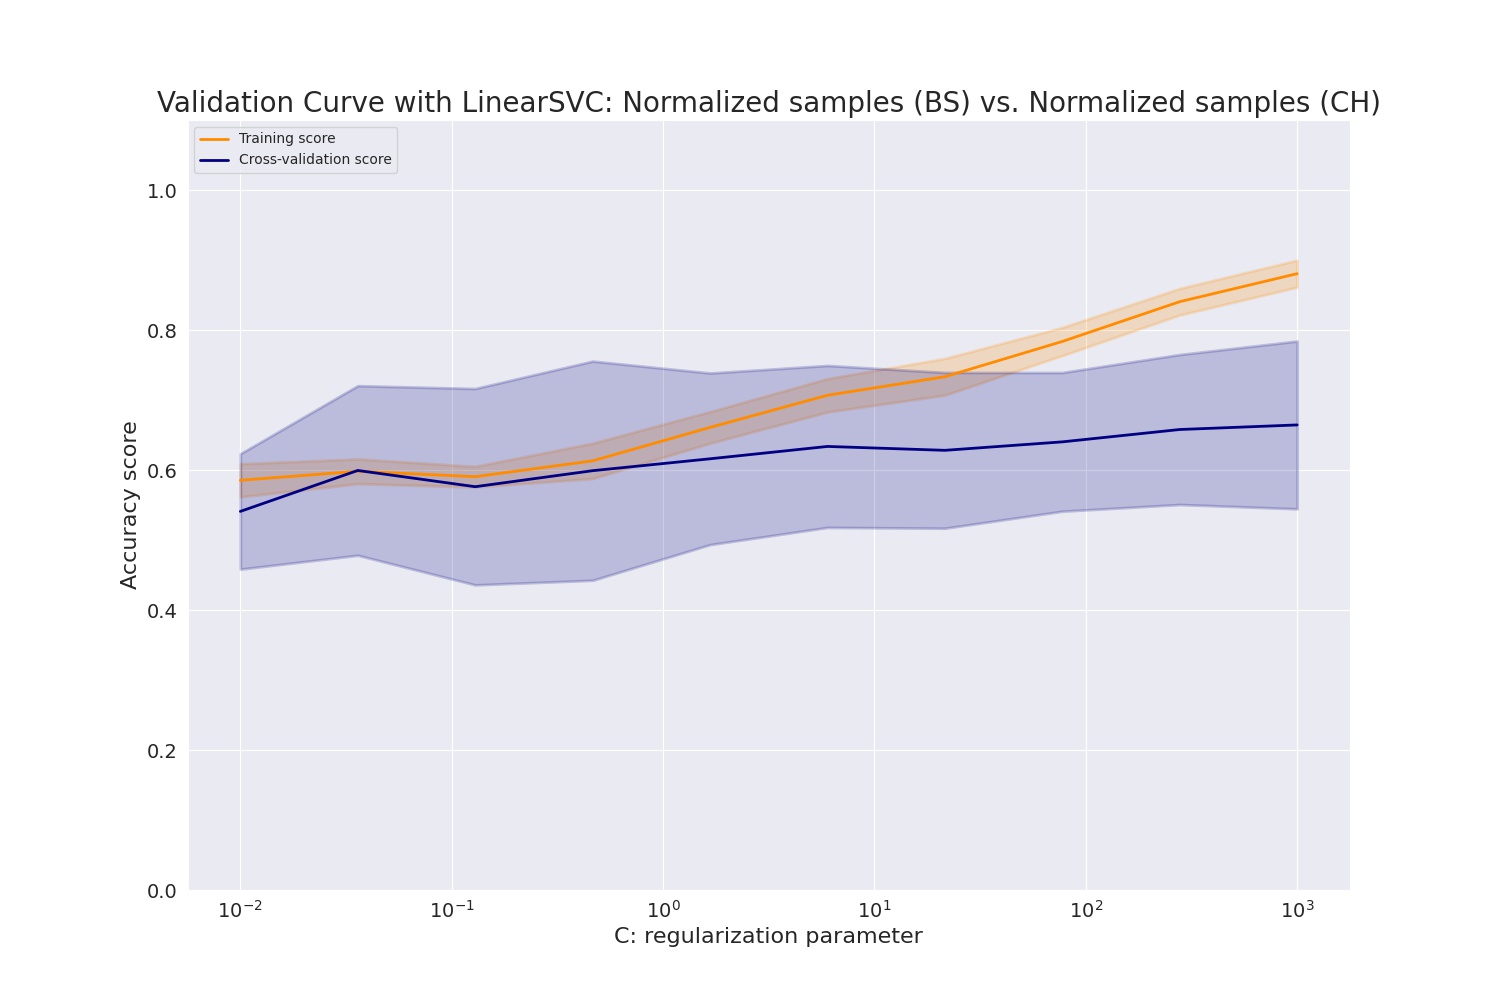 Validation Curve with LinearSVC: Normalized samples (BS) vs. Normalized samples (CH)
Training score
Cross-validation score
1.0
0.8
0.6
0.4
0.2
0.0
Accuracy score
10⁻² 10⁻¹ 10⁰ 10¹ 10² 10³
C: regularization parameter